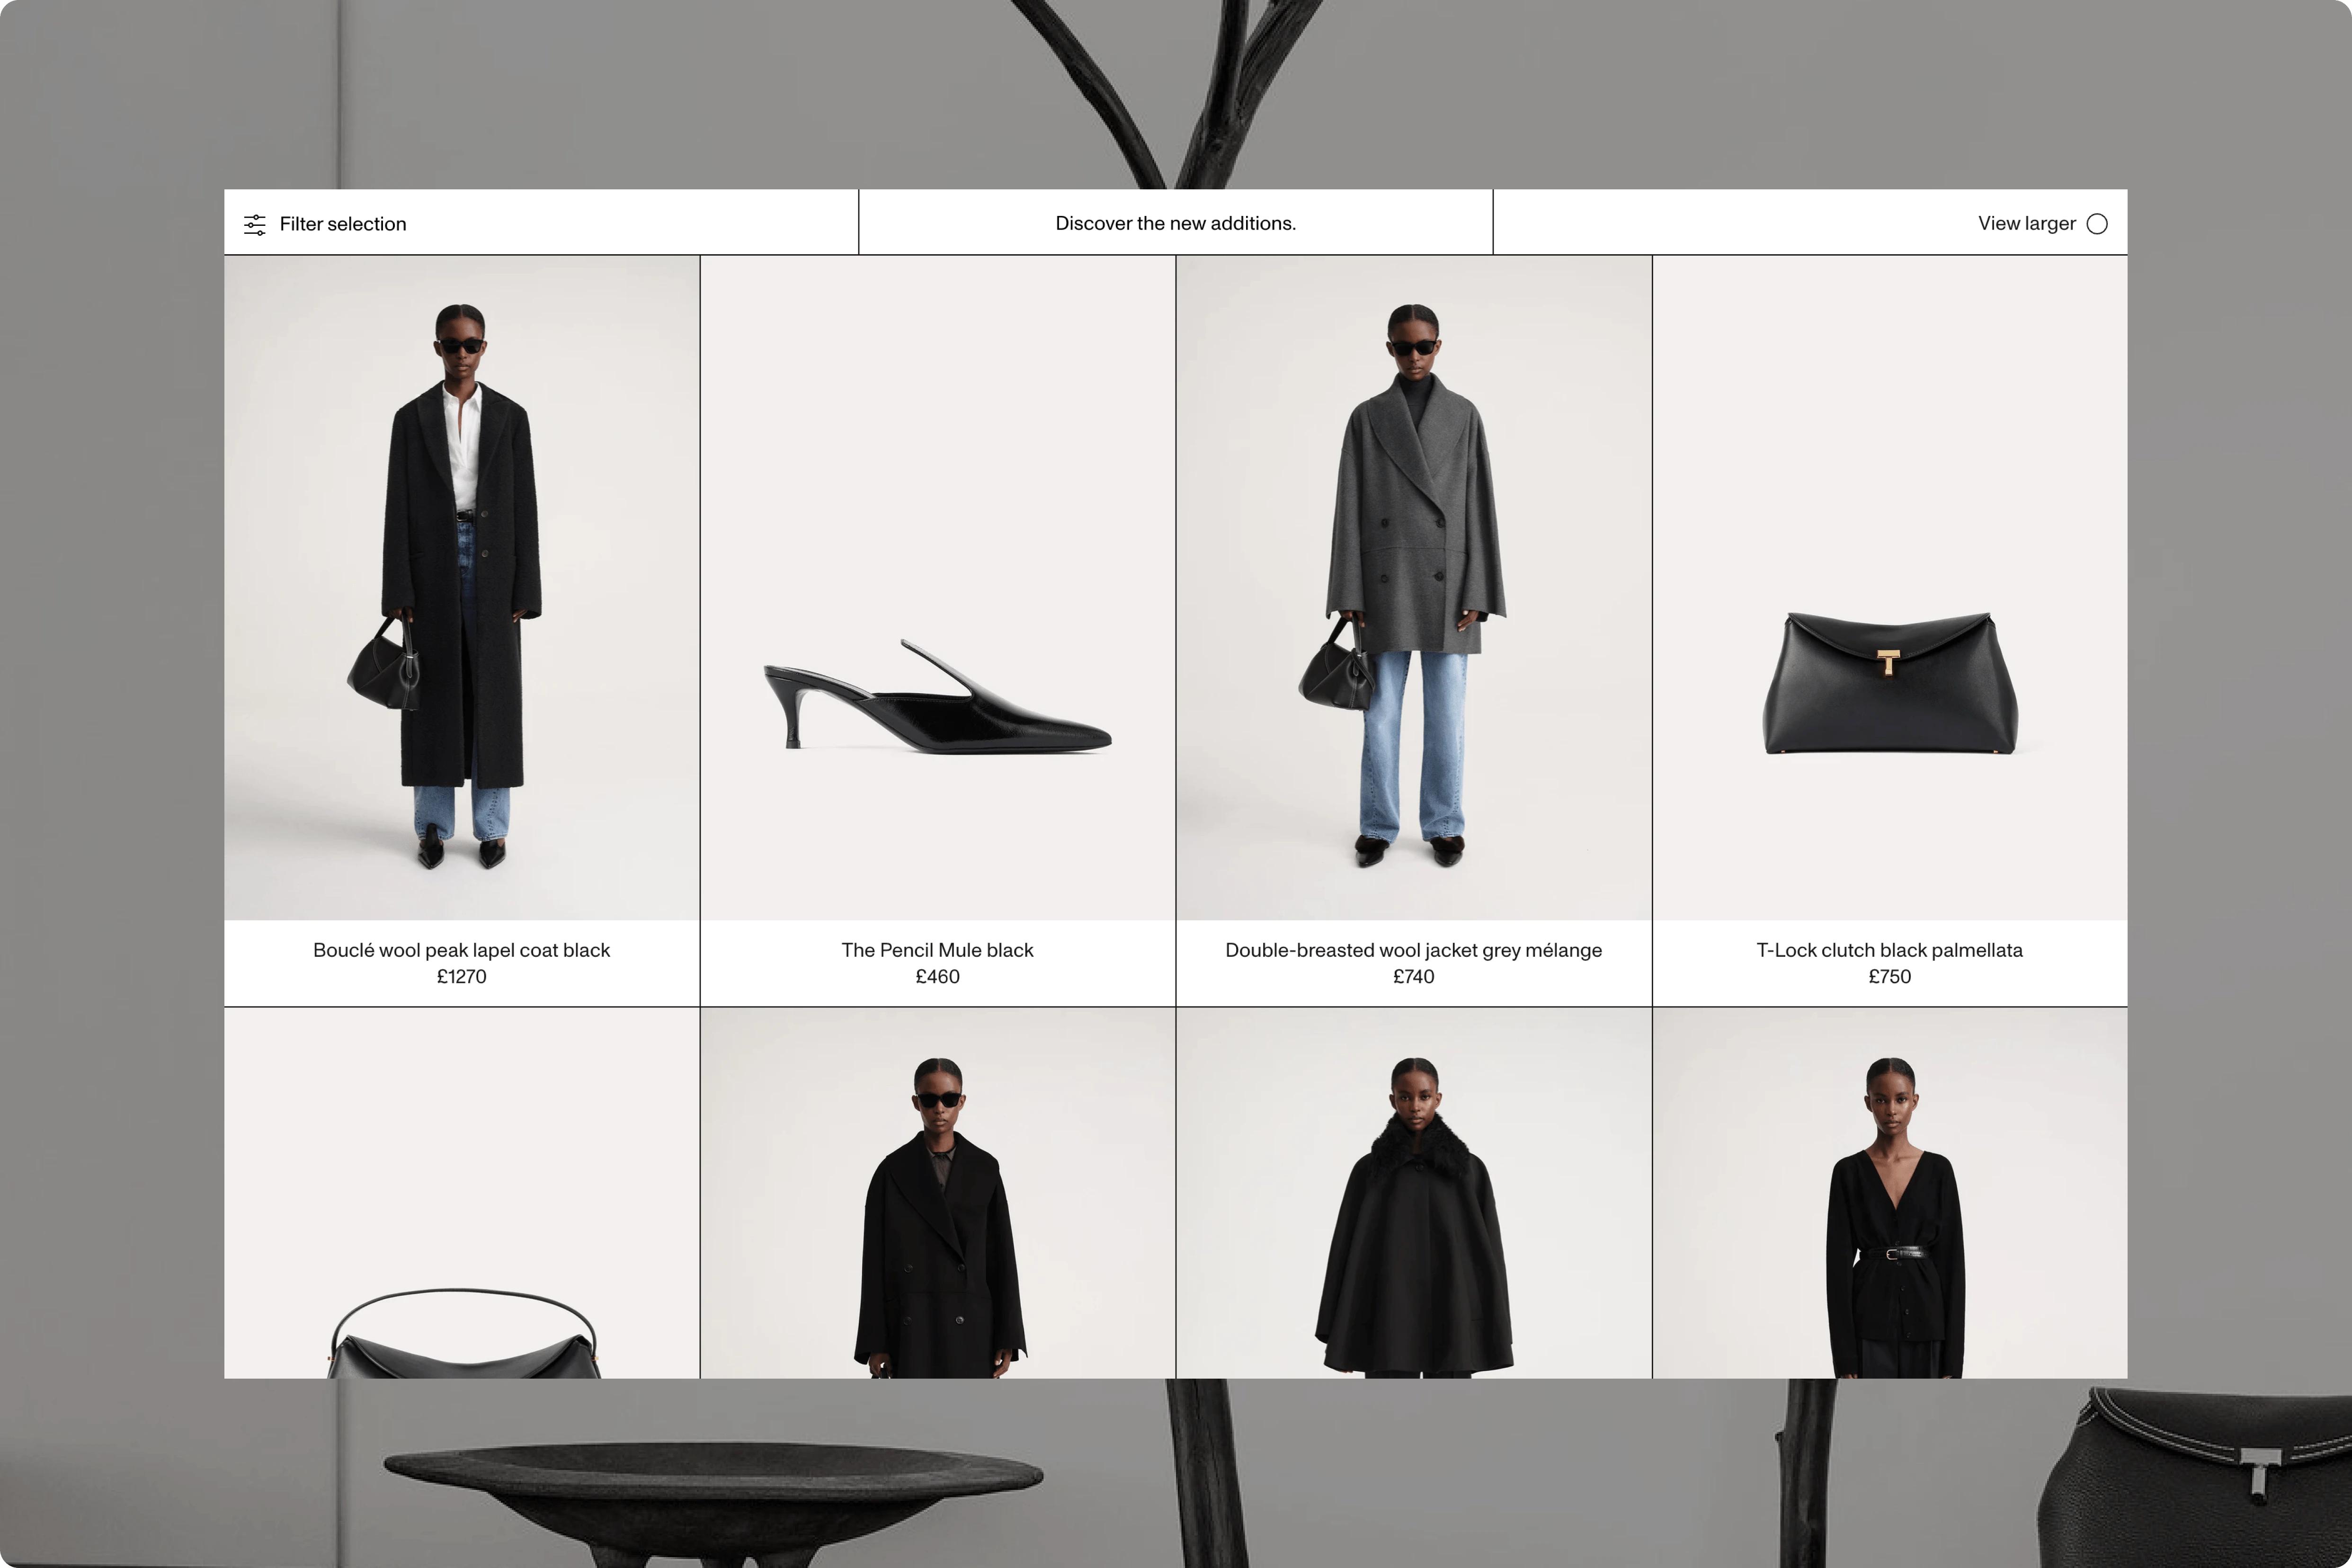 Filter selection
Discover the new additions.
View larger
Bouclé wool peak lapel coat black
£1270
The Pencil Mule black
£460
Double-breasted wool jacket grey mélange
£740
T-Lock clutch black palmellata
£750